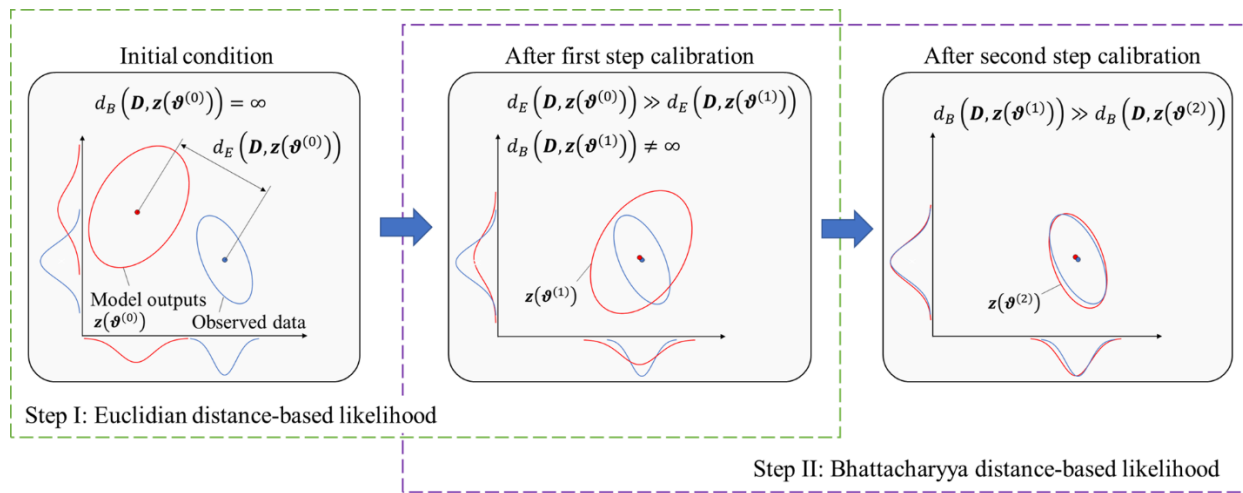 Initial condition
d_B (D, z(ϑ^(0))) = ∞
d_E (D, z(ϑ^(0)))
Model outputs
z(ϑ^(0))
Observed data
After first step calibration
d_E (D, z(ϑ^(0))) ≫ d_E (D, z(ϑ^(1)))
d_B (D, z(ϑ^(1))) ≠ ∞
z(ϑ^(1))
After second step calibration
d_B (D, z(ϑ^(1))) ≫ d_B (D, z(ϑ^(2)))
z(ϑ^(2))
Step I: Euclidian distance-based likelihood
Step II: Bhattacharyya distance-based likelihood